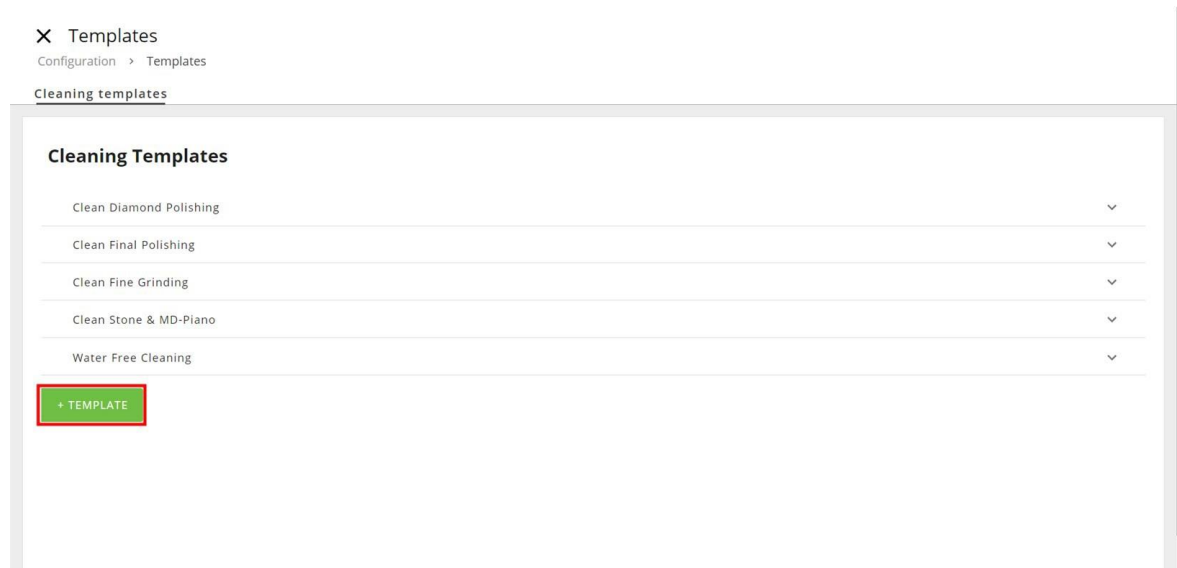 Templates
Configuration > Templates
Cleaning templates
Cleaning Templates
Clean Diamond Polishing
Clean Final Polishing
Clean Fine Grinding
Clean Stone & MD-Piano
Water Free Cleaning
+ TEMPLATE